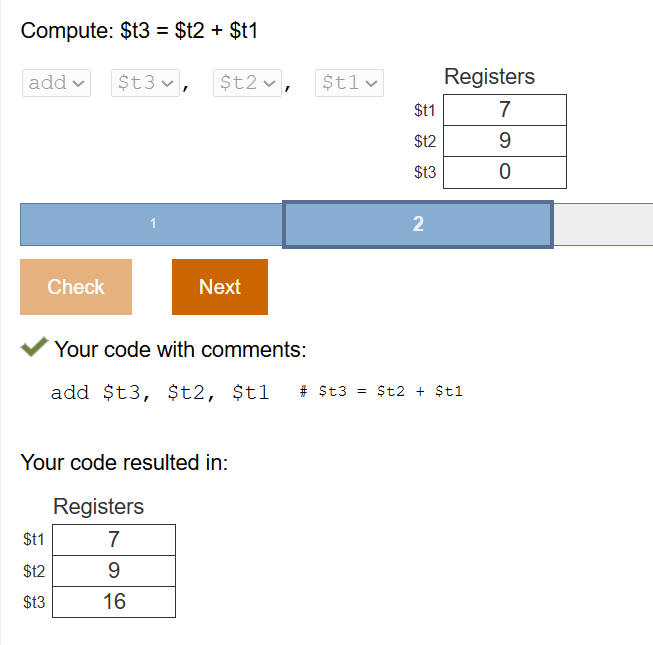 Compute: $t3 = $t2 + $t1
add $t3, $t2, $t1
Registers
$t1 7
$t2 9
$t3 0
1 2
Check Next
Your code with comments:
add $t3, $t2, $t1 # $t3 = $t2 + $t1
Your code resulted in:
Registers
$t1 7
$t2 9
$t3 16